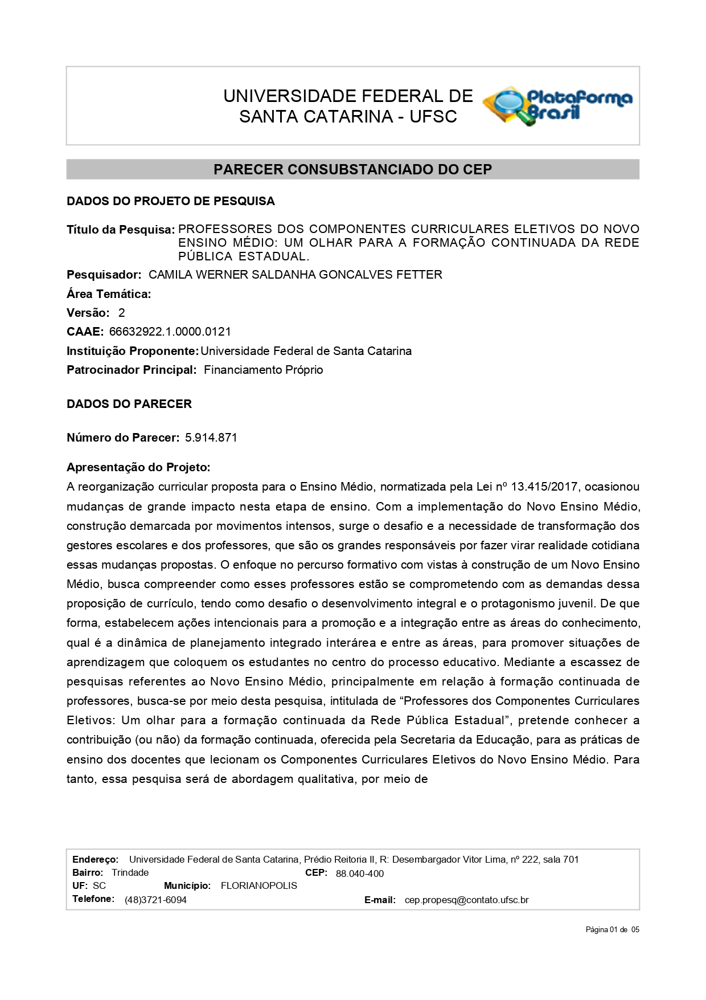 UNIVERSIDADE FEDERAL DE
SANTA CATARINA - UFSC
Plataforma
Brasil
PARECER CONSUBSTANCIADO DO CEP
DADOS DO PROJETO DE PESQUISA
Título da Pesquisa: PROFESSORES DOS COMPONENTES CURRICULARES ELETIVOS DO NOVO
ENSINO MÉDIO: UM OLHAR PARA A FORMAÇÃO CONTINUADA DA REDE
PÚBLICA ESTADUAL.
Pesquisador: CAMILA WERNER SALDANHA GONCALVES FETTER
Área Temática:
Versão: 2
CAAE: 66632922.1.0000.0121
Instituição Proponente: Universidade Federal de Santa Catarina
Patrocinador Principal: Financiamento Próprio
DADOS DO PARECER
Número do Parecer: 5.914.871
Apresentação do Projeto:
A reorganização curricular proposta para o Ensino Médio, normatizada pela Lei nº 13.415/2017, ocasionou
mudanças de grande impacto nesta etapa de ensino. Com a implementação do Novo Ensino Médio,
construção demarcada por movimentos intensos, surge o desafio e a necessidade de transformação dos
gestores escolares e dos professores, que são os grandes responsáveis por fazer virar realidade cotidiana
essas mudanças propostas. O enfoque no percurso formativo com vistas à construção de um Novo Ensino
Médio, busca compreender como esses professores estão se comprometendo com as demandas dessa
proposição de currículo, tendo como desafio o desenvolvimento integral e o protagonismo juvenil. De que
forma, estabelecem ações intencionais para a promoção e a integração entre as áreas do conhecimento,
qual é a dinâmica de planejamento integrado interárea e entre as áreas, para promover situações de
aprendizagem que coloquem os estudantes no centro do processo educativo. Mediante a escassez de
pesquisas referentes ao Novo Ensino Médio, principalmente em relação à formação continuada de
professores, busca-se por meio desta pesquisa, intitulada de “Professores dos Componentes Curriculares
Eletivos: Um olhar para a formação continuada da Rede Pública Estadual”, pretende conhecer a
contribuição (ou não) da formação continuada, oferecida pela Secretaria da Educação, para as práticas de
ensino dos docentes que lecionam os Componentes Curriculares Eletivos do Novo Ensino Médio. Para
tanto, essa pesquisa será de abordagem qualitativa, por meio de
Endereço: Universidade Federal de Santa Catarina, Prédio Reitoria II, R: Desembargador Vitor Lima, nº 222, sala 701
Bairro: Trindade CEP: 88.040-400
UF: SC Município: FLORIANOPOLIS
Telefone: (48)3721-6094 E-mail: cep.propesq@contato.ufsc.br
Página 01 de 05